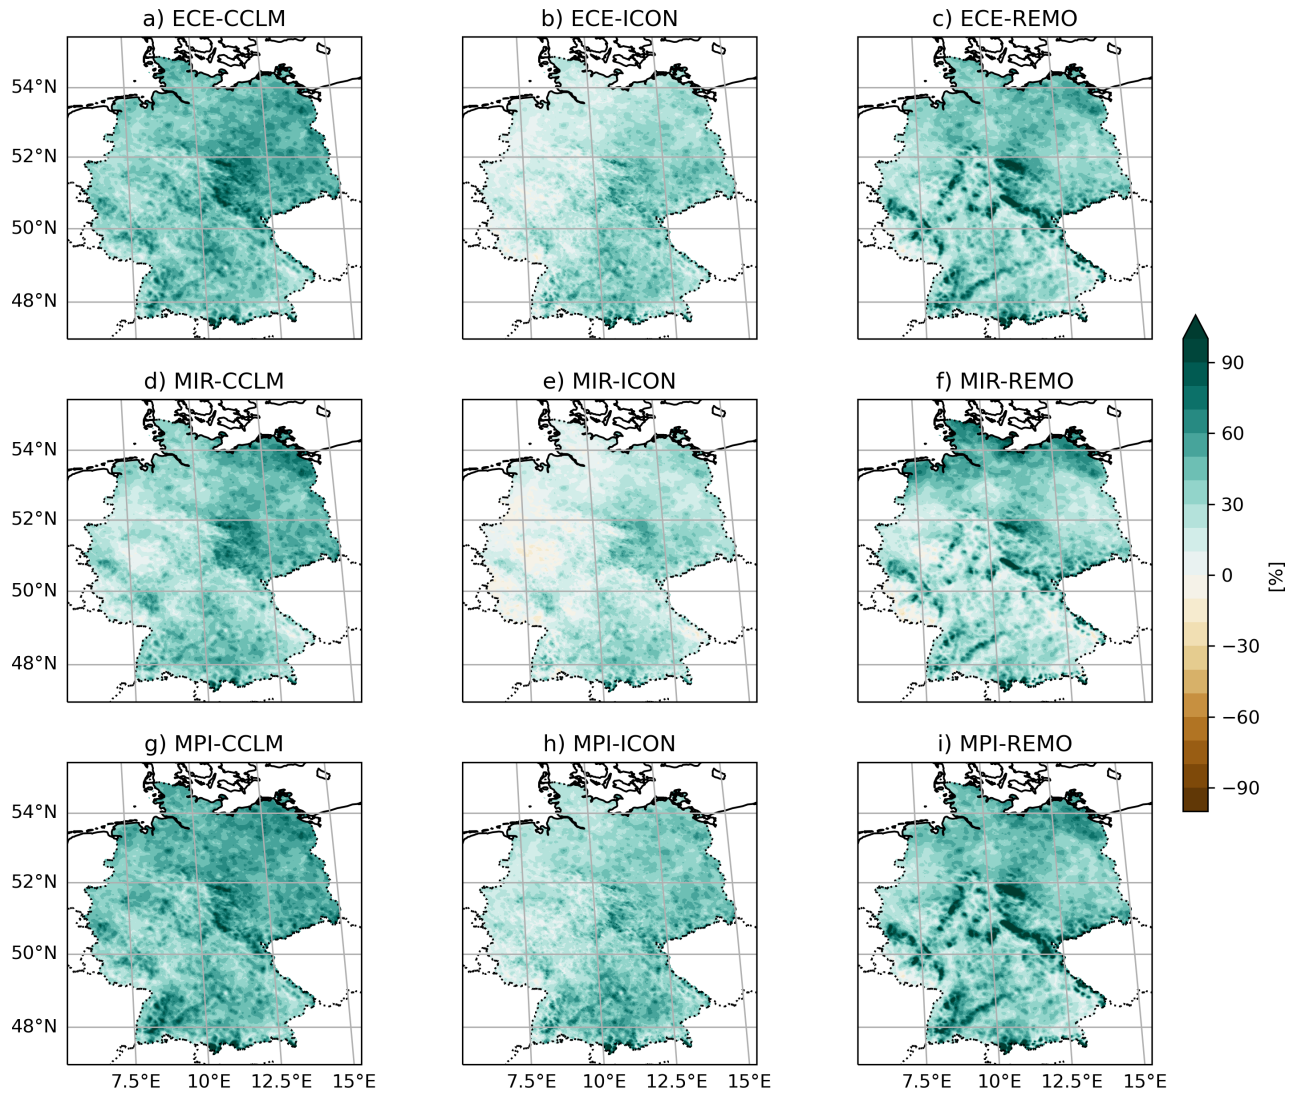 a) ECE-CCLM
b) ECE-ICON
c) ECE-REMO
54°N
52°N
50°N
48°N
d) MIR-CCLM
e) MIR-ICON
f) MIR-REMO
54°N
52°N
50°N
48°N
g) MPI-CCLM
h) MPI-ICON
i) MPI-REMO
54°N
52°N
50°N
48°N
7.5°E 10°E 12.5°E 15°E
7.5°E 10°E 12.5°E 15°E
7.5°E 10°E 12.5°E 15°E
90
60
30
0
−30
−60
−90
[%]